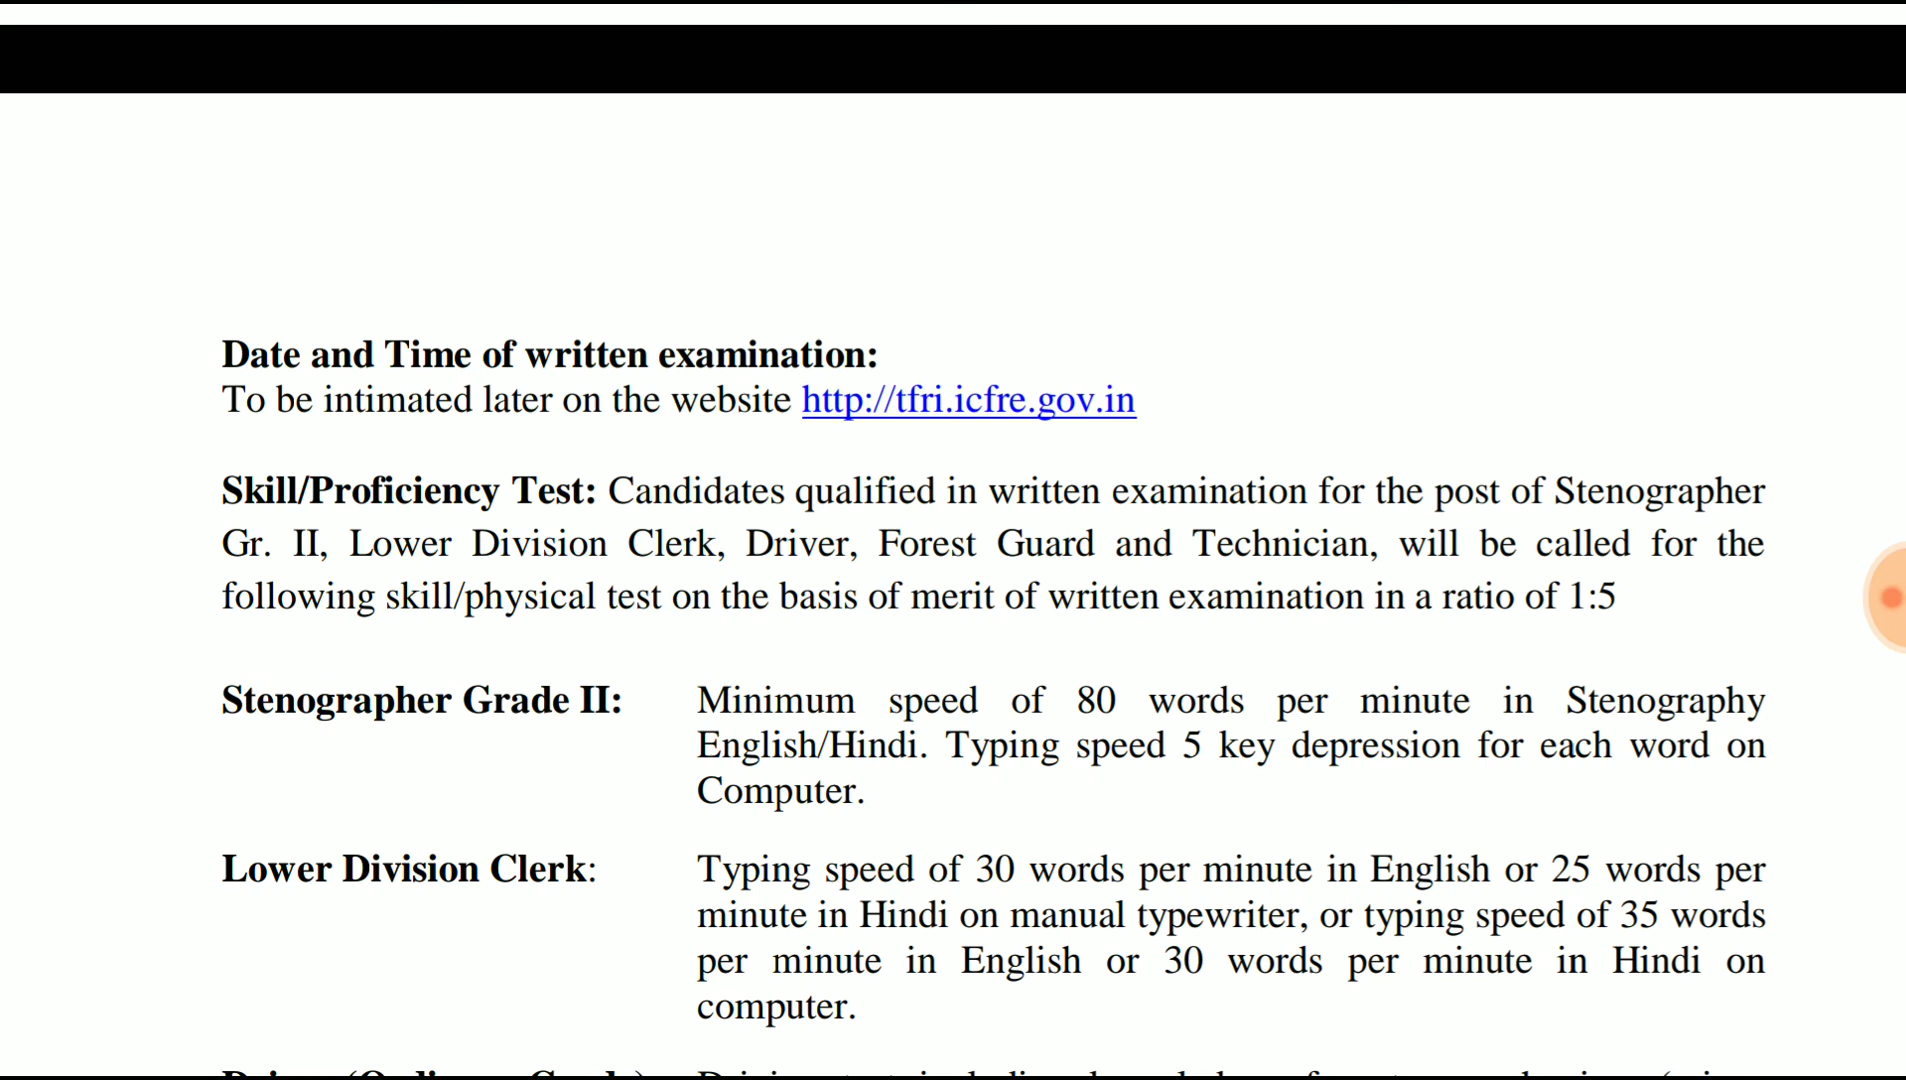 Date and Time of written examination:
To be intimated later on the website http://tfri.icfre.gov.in
Skill/Proficiency Test: Candidates qualified in written examination for the post of Stenographer
Gr. II, Lower Division Clerk, Driver, Forest Guard and Technician, will be called for the
following skill/physical test on the basis of merit of written examination in a ratio of 1:5
Stenographer Grade II: Minimum speed of 80 words per minute in Stenography
English/Hindi. Typing speed 5 key depression for each word on
Computer.
Lower Division Clerk: Typing speed of 30 words per minute in English or 25 words per
minute in Hindi on manual typewriter, or typing speed of 35 words
per minute in English or 30 words per minute in Hindi on
computer.